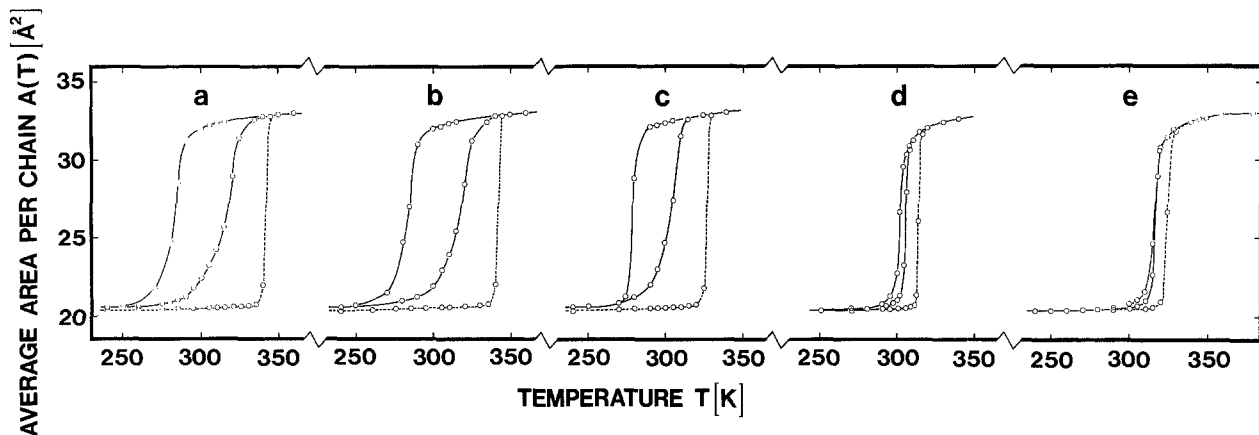 AVERAGE AREA PER CHAIN A(T)[Å²]
35
30
25
20
a b c d e
250 300 350 250 300 350 250 300 350 250 300 350 250 300 350
TEMPERATURE T[K]